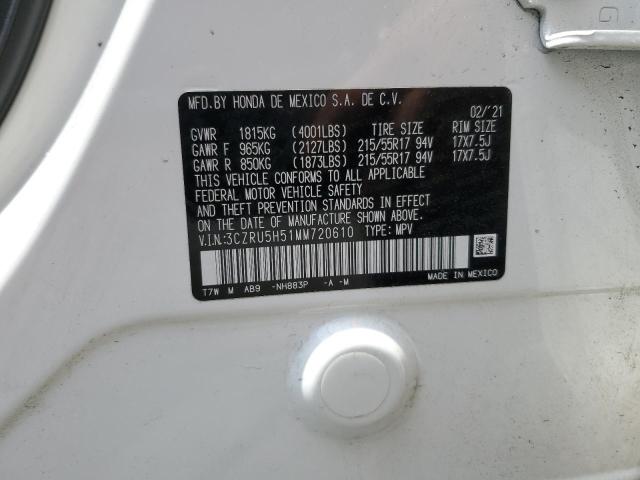 MFD.BY HONDA DE MEXICO S.A. DE C.V.
02/'21
GVWR 1815KG (4001LBS) TIRE SIZE RIM SIZE
GAWR F 965KG (2127LBS) 215/55R17 94V 17X7.5J
GAWR R 850KG (1873LBS) 215/55R17 94V 17X7.5J
THIS VEHICLE CONFORMS TO ALL APPLICABLE
FEDERAL MOTOR VEHICLE SAFETY
AND THEFT PREVENTION STANDARDS IN EFFECT
ON THE DATE OF MANUFACTURE SHOWN ABOVE.
V.I.N.:3CZRU5H51MM720610 TYPE: MPV
T7W M AB9 -NH883P -A -M
MADE IN MEXICO